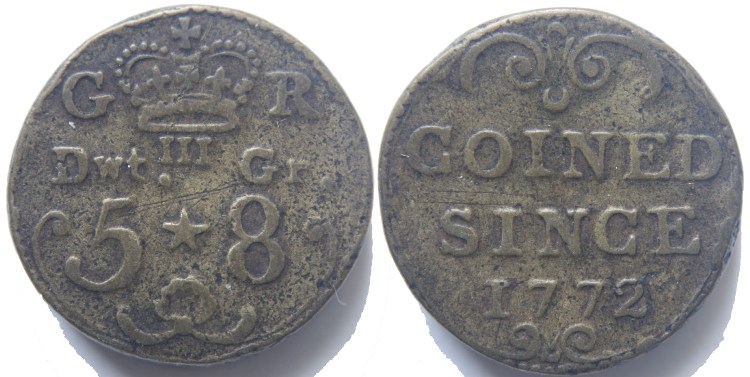 G R
III
Dwt. Gr.
5 ★ 8
COINED
SINCE
1772